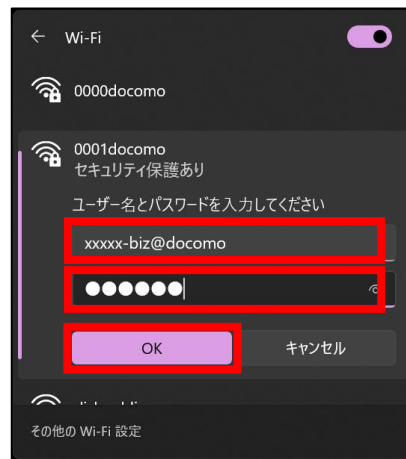 ← Wi-Fi
0000docomo
0001docomo
セキュリティ保護あり
ユーザー名とパスワードを入力してください
xxxxx-biz@docomo
●●●●●●
OK
キャンセル
その他の Wi-Fi 設定